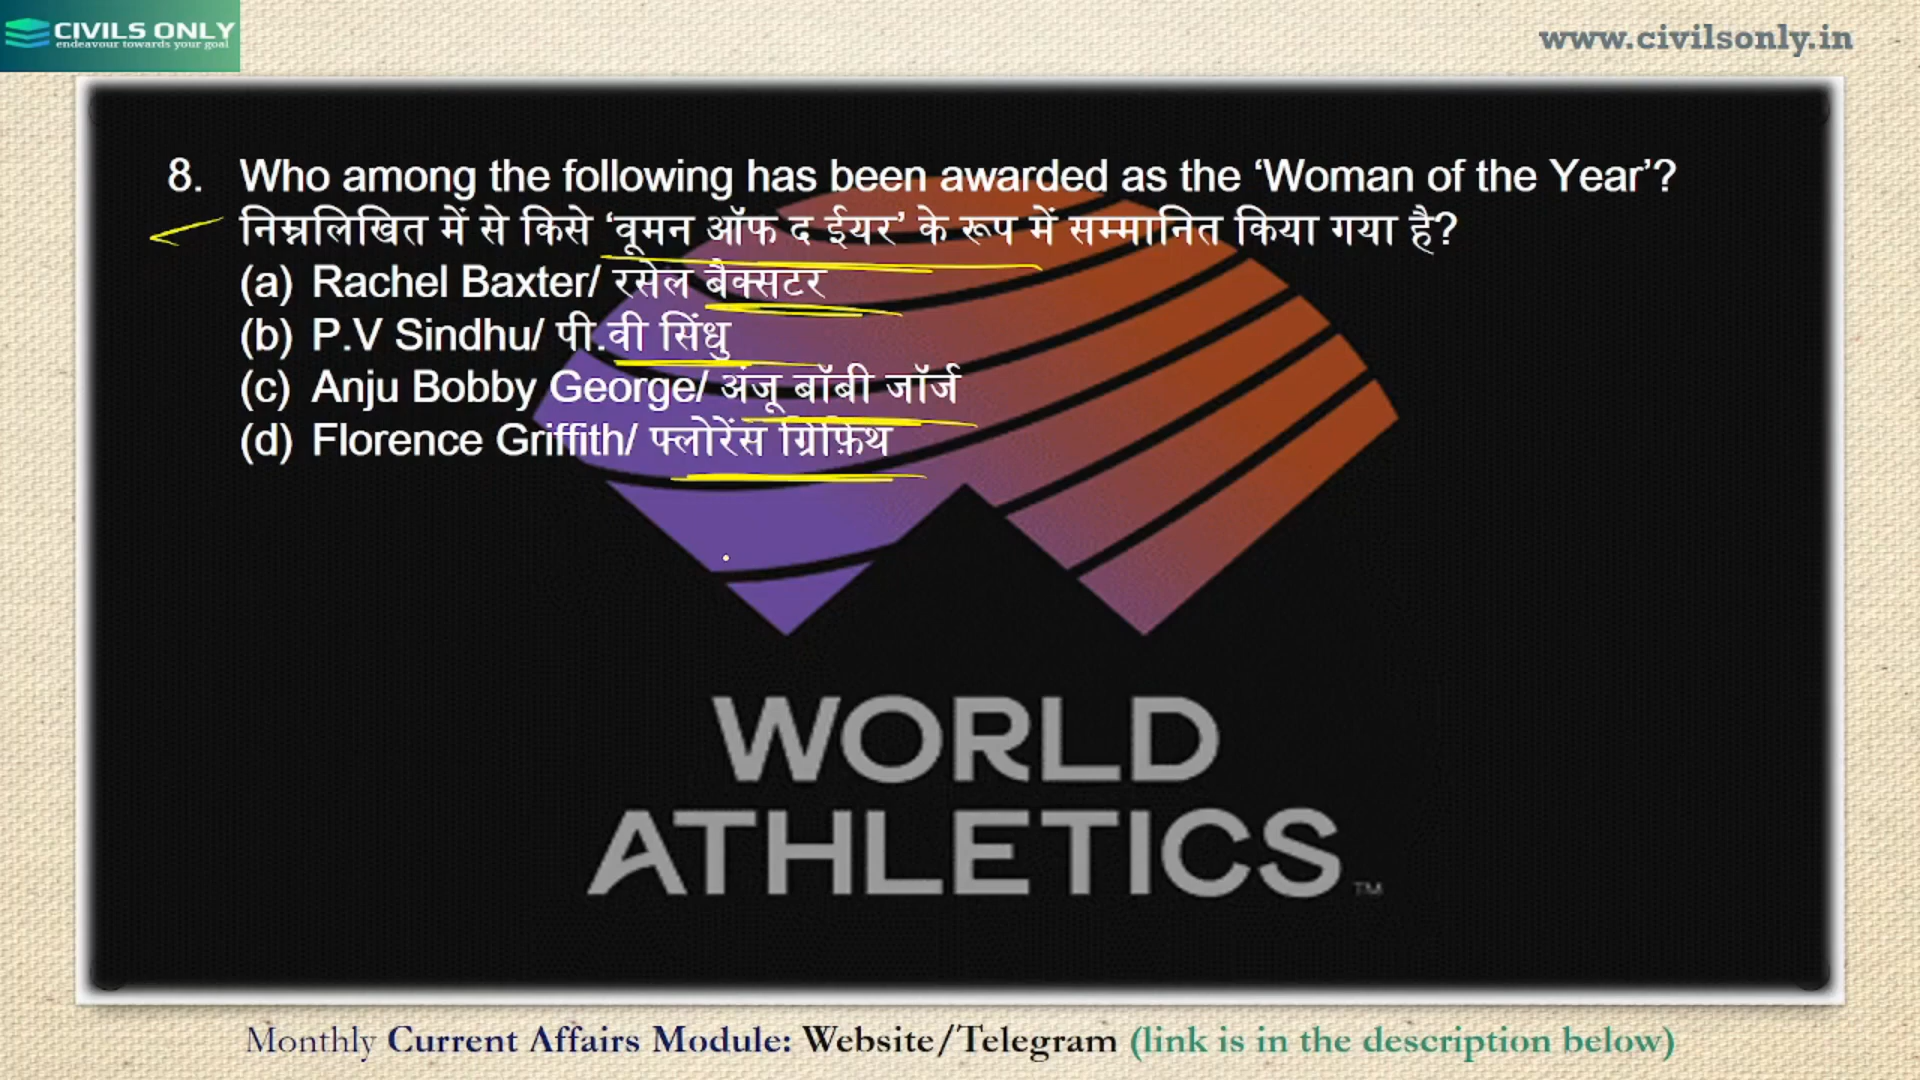 CIVILS ONLY
endeavour towards your goal
www.civilsonly.in
8. Who among the following has been awarded as the ‘Woman of the Year’?
निम्नलिखित में से किसे ‘वूमन ऑफ द ईयर’ के रूप में सम्मानित किया गया है?
(a) Rachel Baxter/ रसेल बैक्सटर
(b) P.V Sindhu/ पी.वी सिंधु
(c) Anju Bobby George/ अंजू बॉबी जॉर्ज
(d) Florence Griffith/ फ्लोरेंस ग्रिफ़िथ
WORLD
ATHLETICS™
Monthly Current Affairs Module: Website/Telegram (link is in the description below)